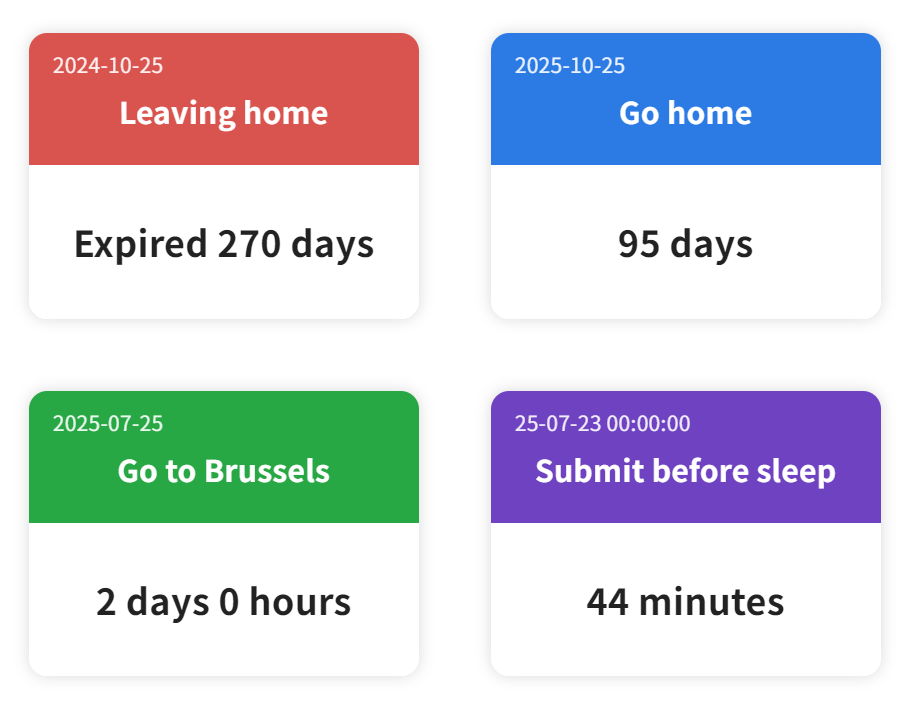 2024-10-25
Leaving home
Expired 270 days
2025-10-25
Go home
95 days
2025-07-25
Go to Brussels
2 days 0 hours
25-07-23 00:00:00
Submit before sleep
44 minutes